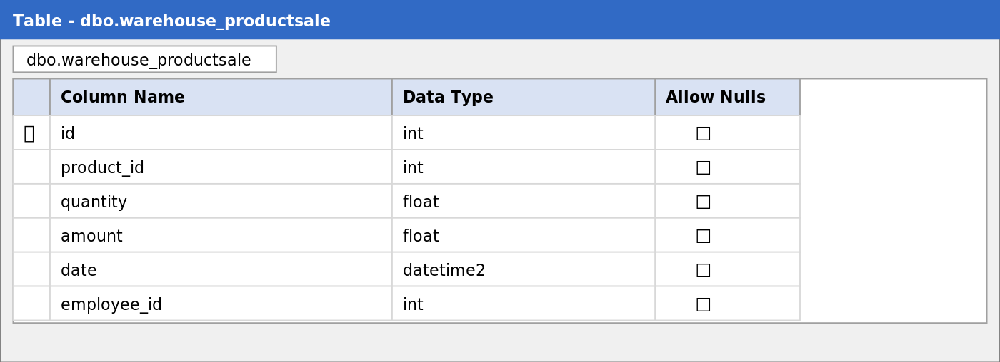 Table - dbo.warehouse_productsale
dbo.warehouse_productsale
Column Name Data Type Allow Nulls
id int ☐
product_id int ☐
quantity float ☐
amount float ☐
date datetime2 ☐
employee_id int ☐